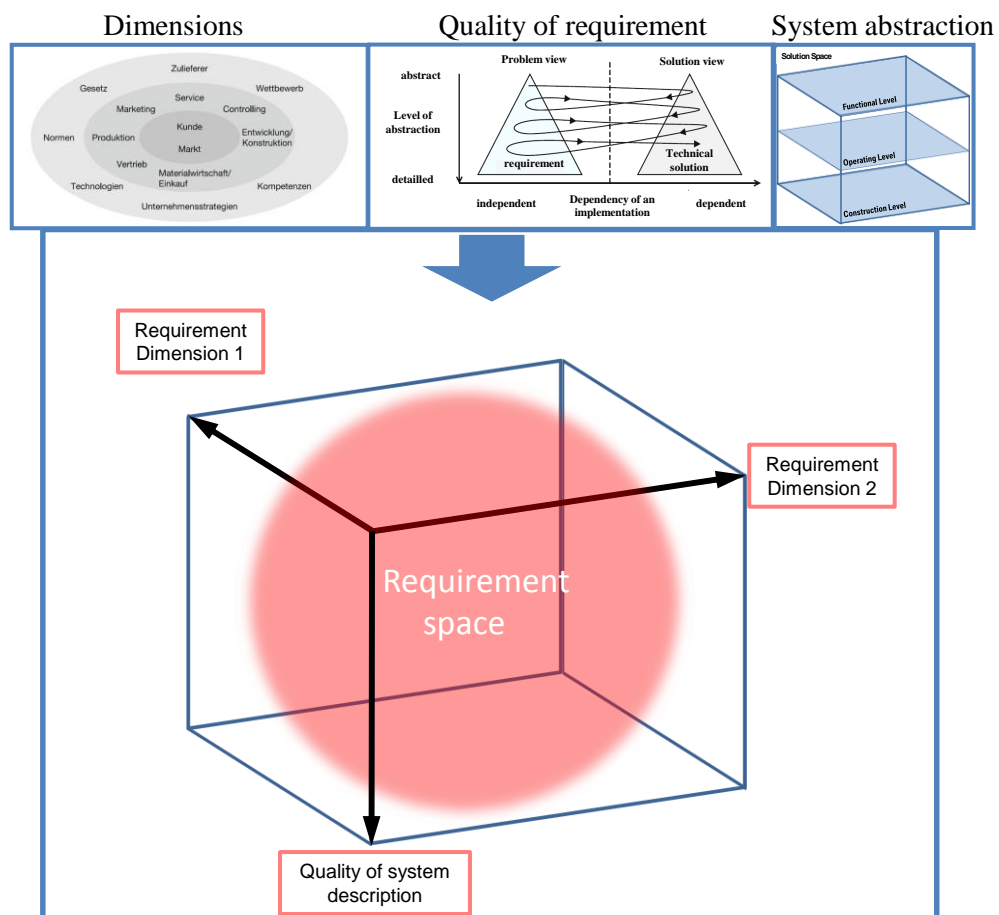 Dimensions
Quality of requirement
System abstraction
Zulieferer
Gesetz
Wettbewerb
Service
Marketing
Controlling
Kunde
Normen
Produktion
Entwicklung/
Konstruktion
Markt
Vertrieb
Materialwirtschaft/
Einkauf
Technologien
Kompetenzen
Unternehmensstrategien
Problem view
Solution view
abstract
Level of
abstraction
requirement
Technical
solution
detailled
independent
Dependency of an
implementation
dependent
Solution Space
Functional Level
Operating Level
Construction Level
Requirement
Dimension 1
Requirement
Dimension 2
Requirement
space
Quality of system
description